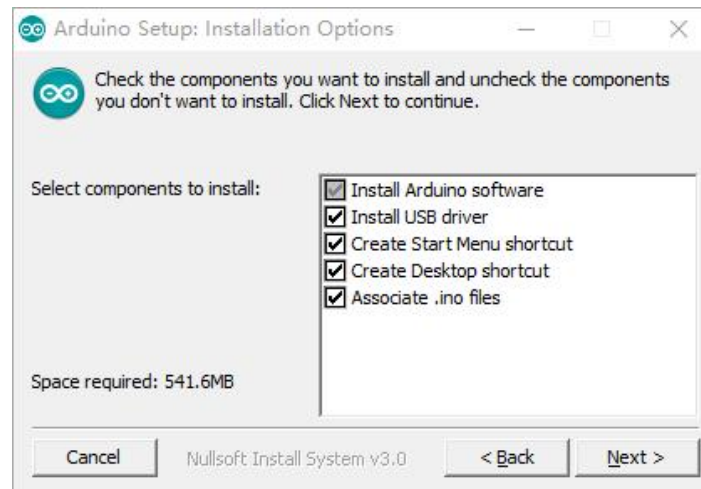 Arduino Setup: Installation Options
Check the components you want to install and uncheck the components
you don't want to install. Click Next to continue.
Select components to install:
Install Arduino software
Install USB driver
Create Start Menu shortcut
Create Desktop shortcut
Associate .ino files
Space required: 541.6MB
Cancel
Nullsoft Install System v3.0
< Back
Next >